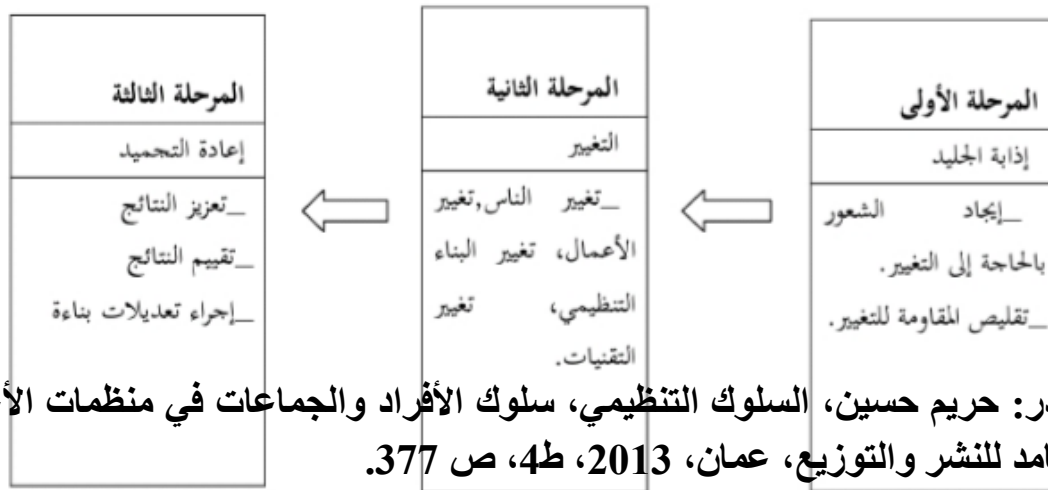 المرحلة الأولى
إذابة الجليد
_إيجاد الشعور
بالحاجة إلى التغيير.
_تقليص المقاومة للتغيير.
المرحلة الثانية
التغيير
_تغيير الناس,تغيير
الأعمال، تغيير البناء
التنظيمي، تغيير
التقنيات.
المرحلة الثالثة
إعادة التجميد
_تعزيز النتائج
_تقييم النتائج
_إجراء تعديلات بناءة
حريم حسين، السلوك التنظيمي، سلوك الأفراد والجماعات في منظمات
للنشر والتوزيع، عمان، 2013، ط4، ص 377.